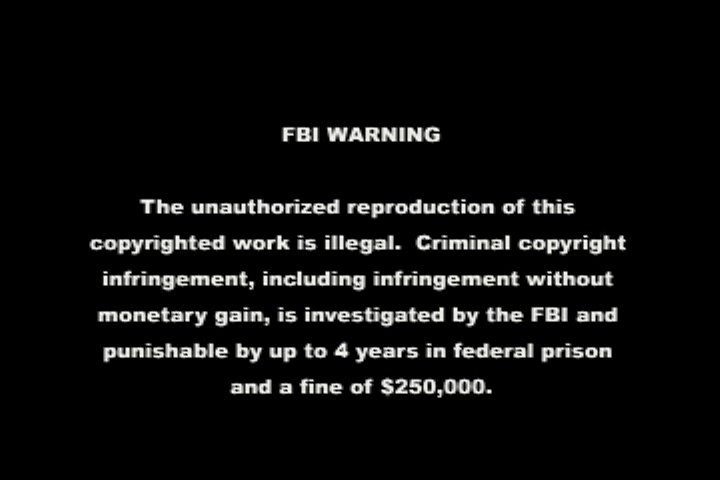 FBI WARNING
The unauthorized reproduction of this
copyrighted work is illegal.  Criminal copyright
infringement, including infringement without
monetary gain, is investigated by the FBI and
punishable by up to 4 years in federal prison
and a fine of $250,000.